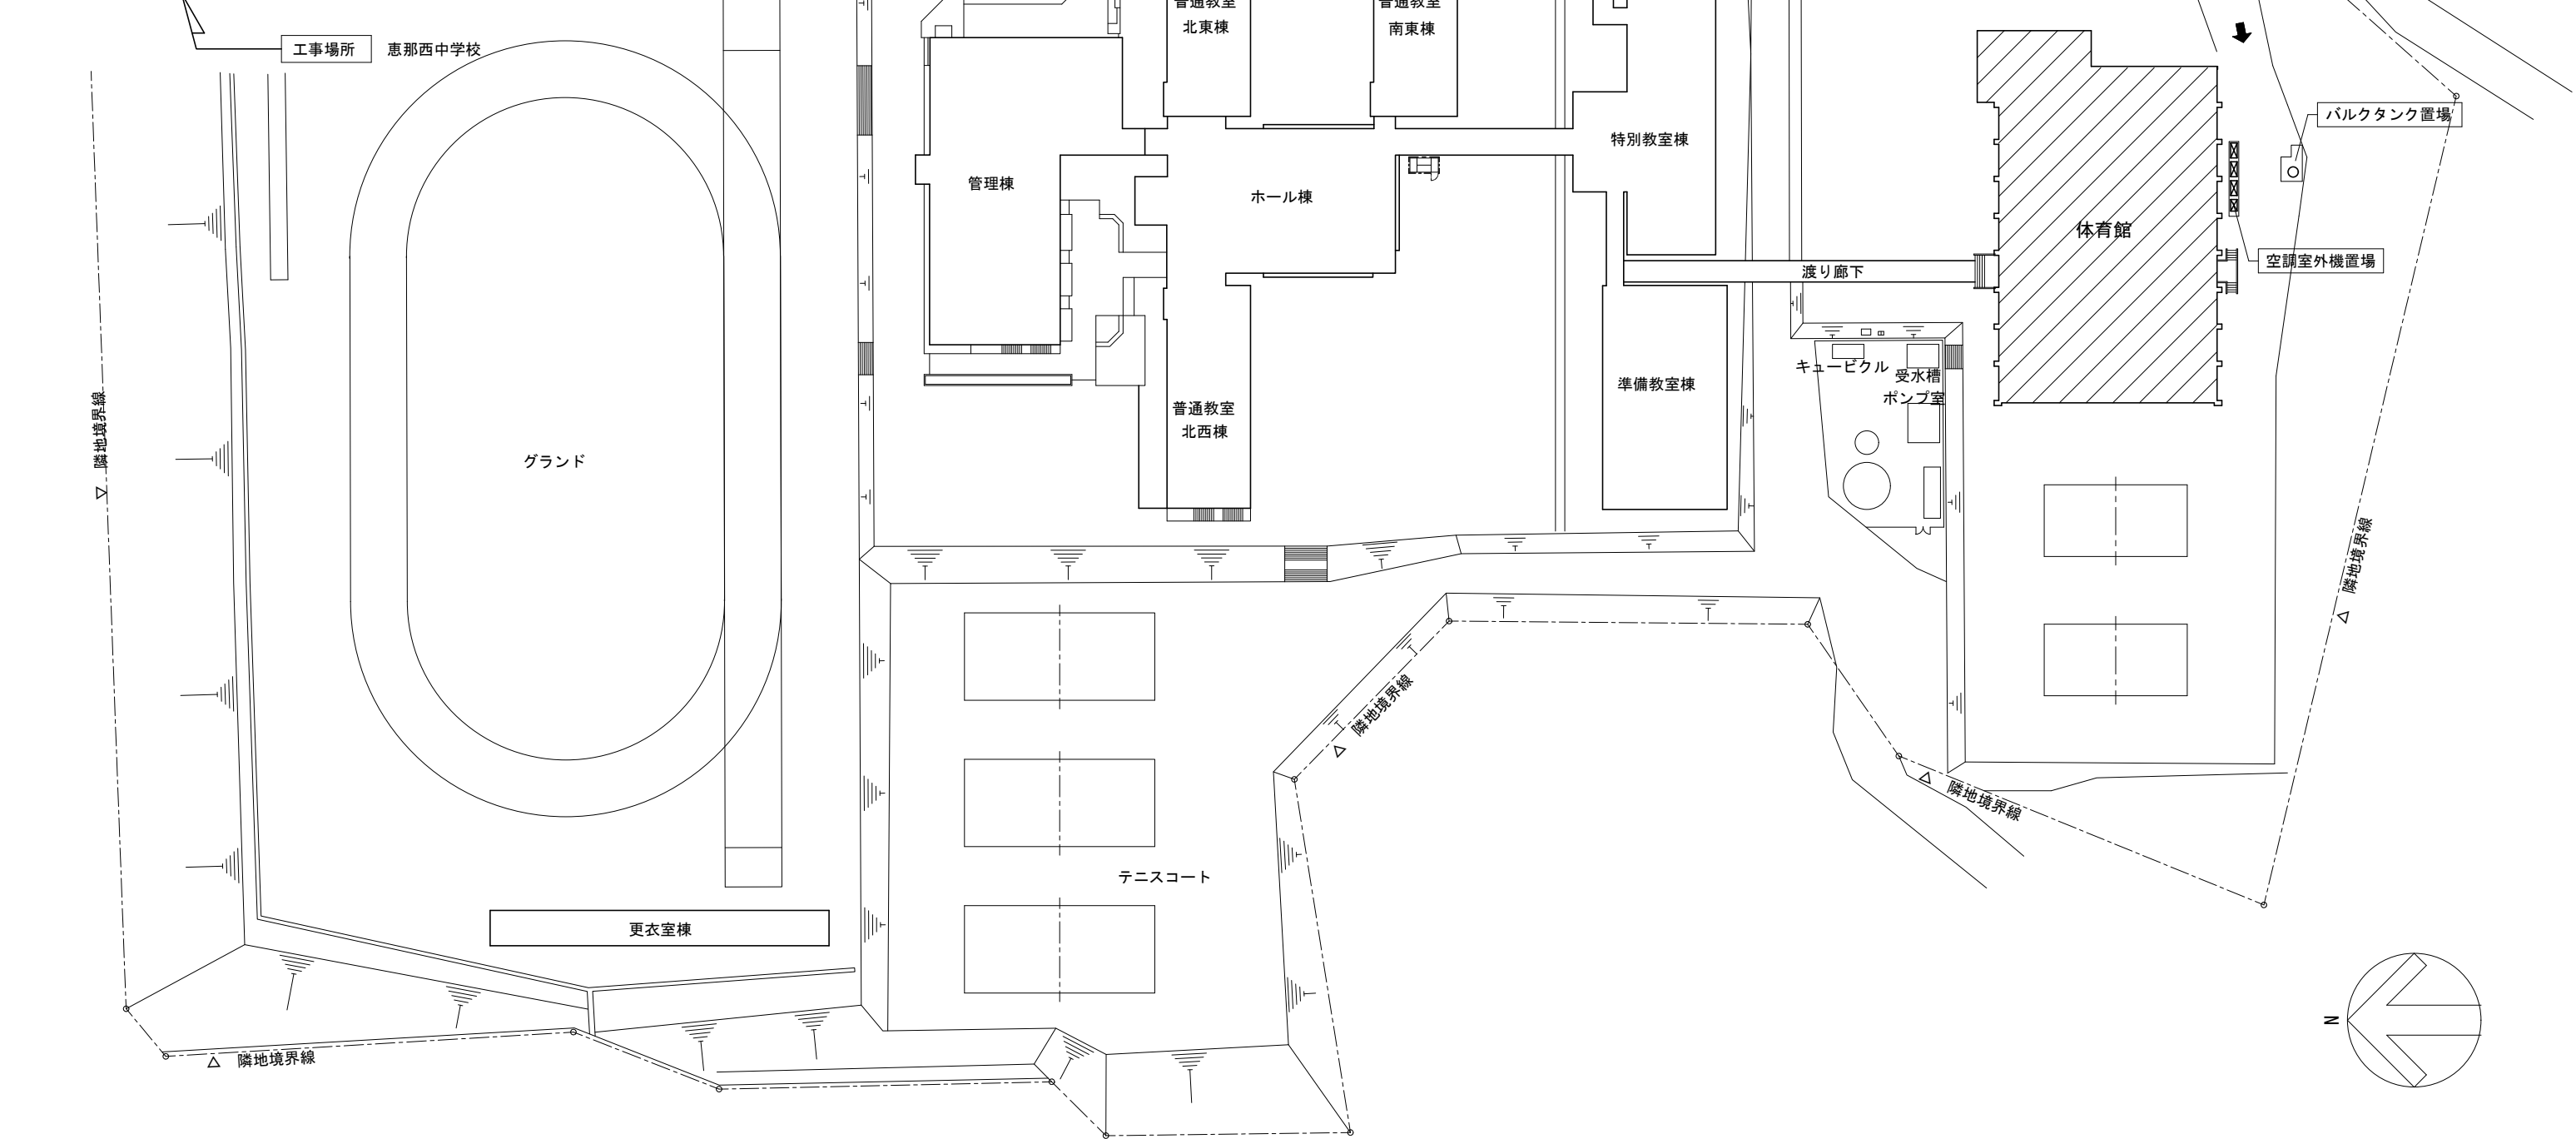 普通教室
北東棟
普通教室
南東棟
工事場所 恵那西中学校
バルクタンク置場
特別教室棟
管理棟
ホール棟
体育館
空調室外機置場
渡り廊下
キュービクル
受水槽
ポンプ室
準備教室棟
普通教室
北西棟
隣地境界線
グランド
隣地境界線
隣地境界線
隣地境界線
テニスコート
更衣室棟
N
隣地境界線